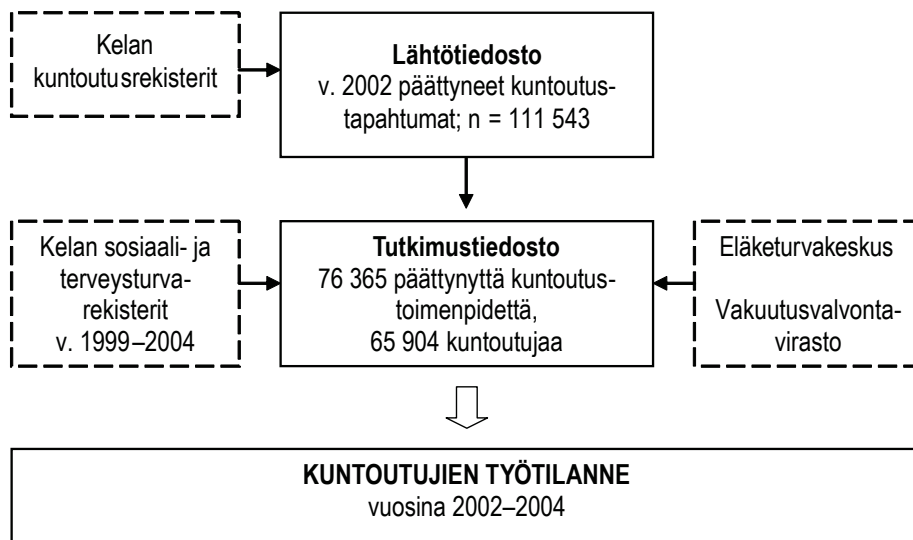 Kelan
kuntoutusrekisterit
Lähtötiedosto
v. 2002 päättyneet kuntoutus-
tapahtumat; n = 111 543
Kelan sosiaali- ja
terveysturva-
rekisterit
v. 1999–2004
Tutkimustiedosto
76 365 päättynyttä kuntoutus-
toimenpidettä,
65 904 kuntoutujaa
Eläketurvakeskus
Vakuutusvalvonta-
virasto
KUNTOUTUJIEN TYÖTILANNE
vuosina 2002–2004